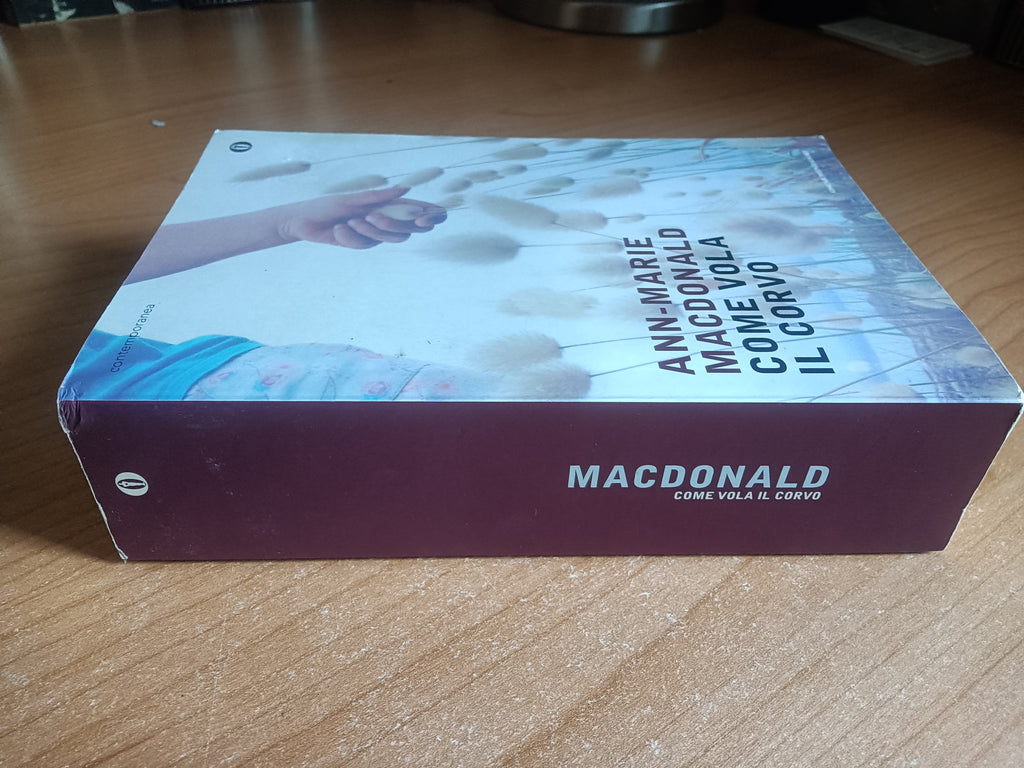 ANN-MARIE
MACDONALD
COME VOLA
IL CORVO
contemporanea
MACDONALD
COME VOLA IL CORVO